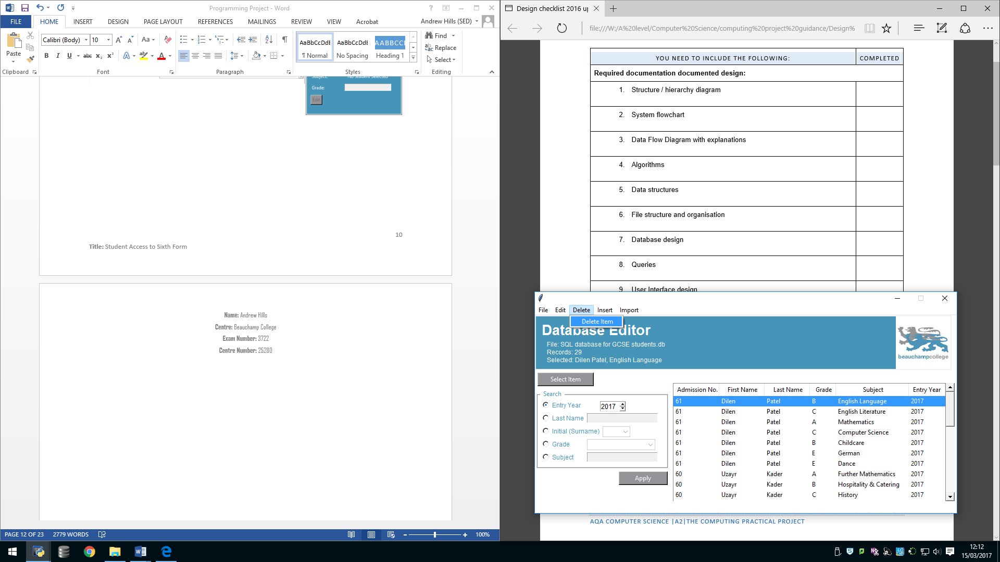 Programming Project - Word
FILE HOME INSERT DESIGN PAGE LAYOUT REFERENCES MAILINGS REVIEW VIEW Acrobat Andrew Hills (SED)
Paste
Calibri (Body) 10 Aa
B I U abc x₂ x² A A
AaBbCcDdE AaBbCcDdE AABBCCI
¶ Normal No Spacing Heading 1
Find
Replace
Select
Clipboard Font Paragraph Styles Editing
Subject: No Student Selected
Grade:
Edit
10
Title: Student Access to Sixth Form
Name: Andrew Hills
Centre: Beauchamp College
Exam Number: 3722
Centre Number: 25280
PAGE 12 OF 23 2779 WORDS 100%
Design checklist 2016 up
file:///W:/A%20level/Computer%20Science/computing%20project%20guidance/Design%
YOU NEED TO INCLUDE THE FOLLOWING: COMPLETED
Required documentation documented design:
1. Structure / hierarchy diagram
2. System flowchart
3. Data Flow Diagram with explanations
4. Algorithms
5. Data structures
6. File structure and organisation
7. Database design
8. Queries
9 User Interface design
File Edit Delete Insert Import
Delete Item
Database Editor
File: SQL database for GCSE students.db
Records: 29
Selected: Dilen Patel, English Language
beauchampcollege
Select Item
Search
Entry Year 2017
Last Name
Initial (Surname)
Grade
Subject
Apply
Admission No. First Name Last Name Grade Subject Entry Year
61 Dilen Patel B English Language 2017
61 Dilen Patel C English Literature 2017
61 Dilen Patel A Mathematics 2017
61 Dilen Patel C Computer Science 2017
61 Dilen Patel B Childcare 2017
61 Dilen Patel E German 2017
61 Dilen Patel E Dance 2017
60 Uzayr Kader A Further Mathematics 2017
60 Uzayr Kader B Hospitality & Catering 2017
60 Uzayr Kader C History 2017
AQA COMPUTER SCIENCE |A2|THE COMPUTING PRACTICAL PROJECT
12:12
15/03/2017